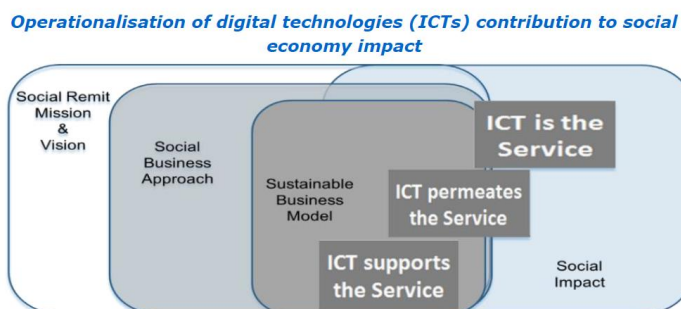 Operationalisation of digital technologies (ICTs) contribution to social
economy impact
Social Remit
Mission
&
Vision
Social
Business
Approach
Sustainable
Business
Model
ICT is the
Service
ICT permeates
the Service
ICT supports
the Service
Social
Impact